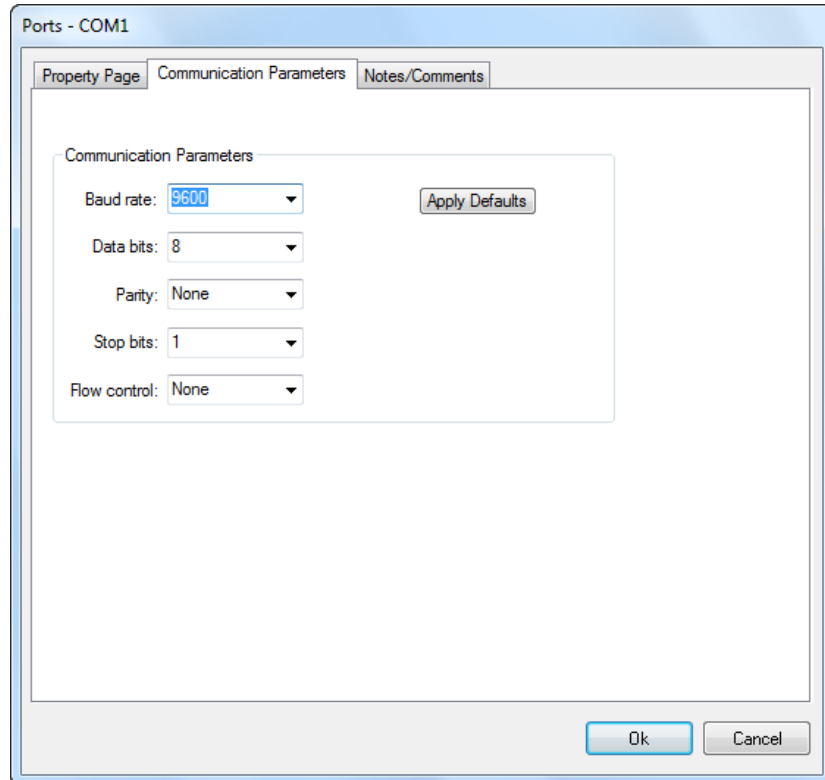 Ports - COM1
Property Page Communication Parameters Notes/Comments
Communication Parameters
Baud rate: 9600 Apply Defaults
Data bits: 8
Parity: None
Stop bits: 1
Flow control: None
Ok Cancel